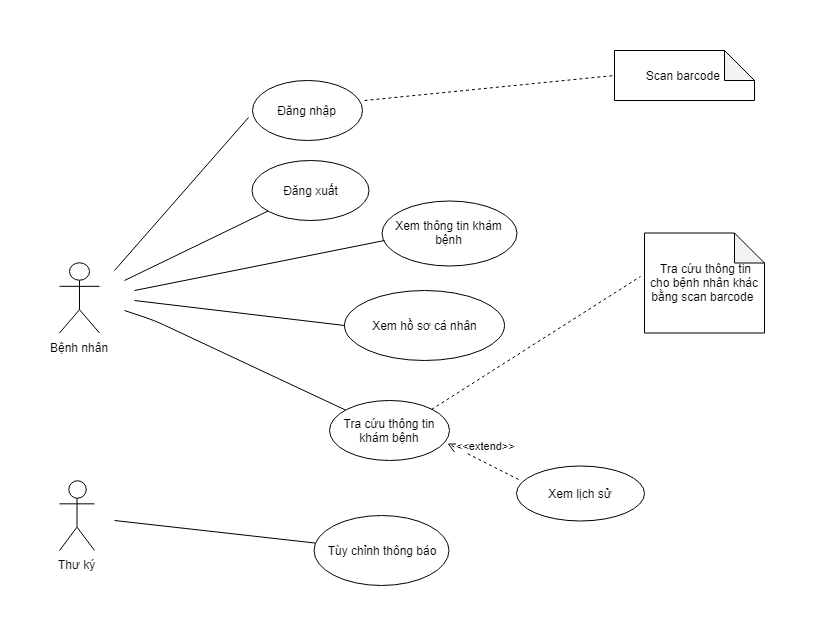 Scan barcode
Đăng nhập
Đăng xuất
Xem thông tin khám
bệnh
Tra cứu thông tin
cho bệnh nhân khác
bằng scan barcode
Xem hồ sơ cá nhân
Bệnh nhân
Tra cứu thông tin
khám bệnh
<<extend>>
Xem lịch sử
Tùy chỉnh thông báo
Thư ký